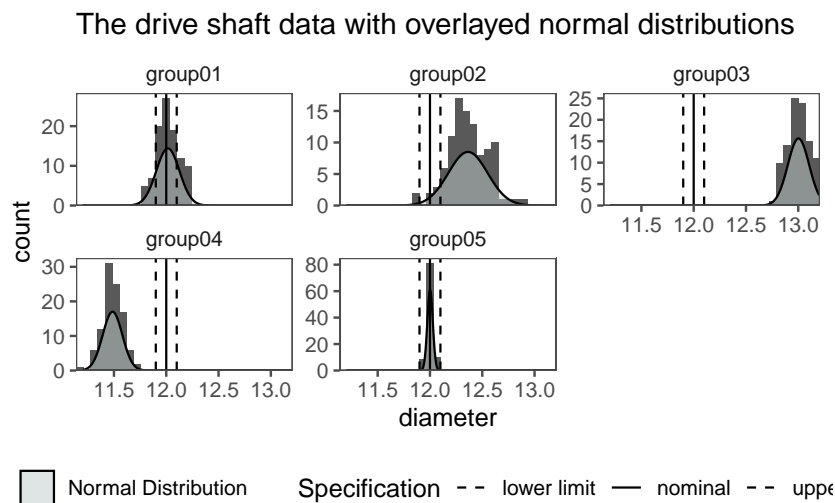 The drive shaft data with overlayed normal distributions
group01 group02 group03
20
10
0
15
10
5
0
25
20
15
10
5
0
11.5 12.0 12.5 13.0
group04 group05
30
20
10
0
80
60
40
20
0
11.5 12.0 12.5 13.0 11.5 12.0 12.5 13.0
count
diameter
Normal Distribution Specification lower limit nominal uppe